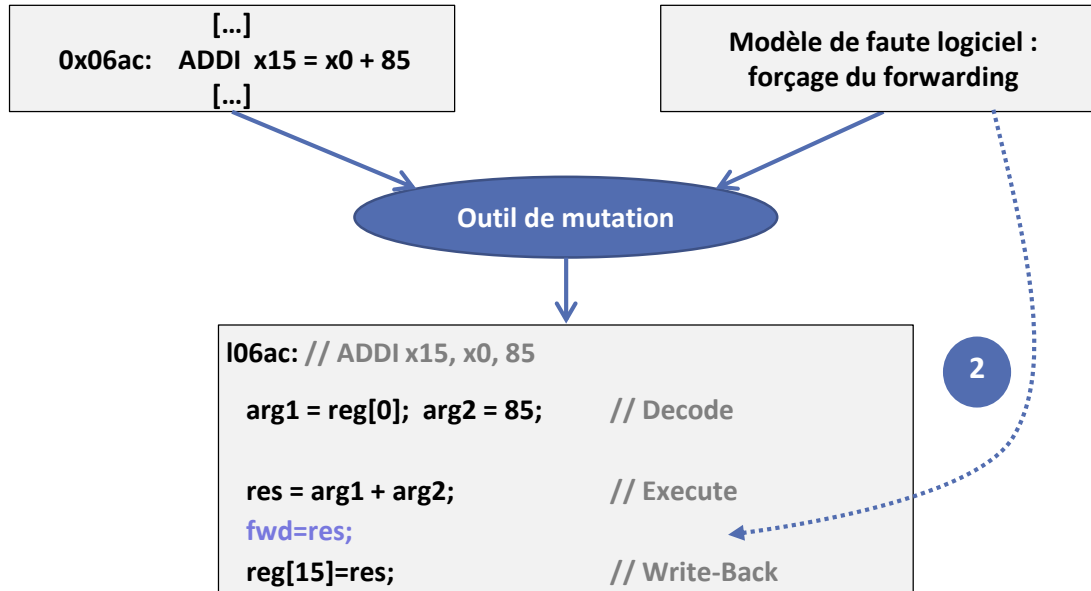 […]
0x06ac: ADDI x15 = x0 + 85
[…]
Modèle de faute logiciel :
forçage du forwarding
Outil de mutation
l06ac: // ADDI x15, x0, 85
arg1 = reg[0]; arg2 = 85; // Decode
res = arg1 + arg2; // Execute
fwd=res;
reg[15]=res; // Write-Back
2